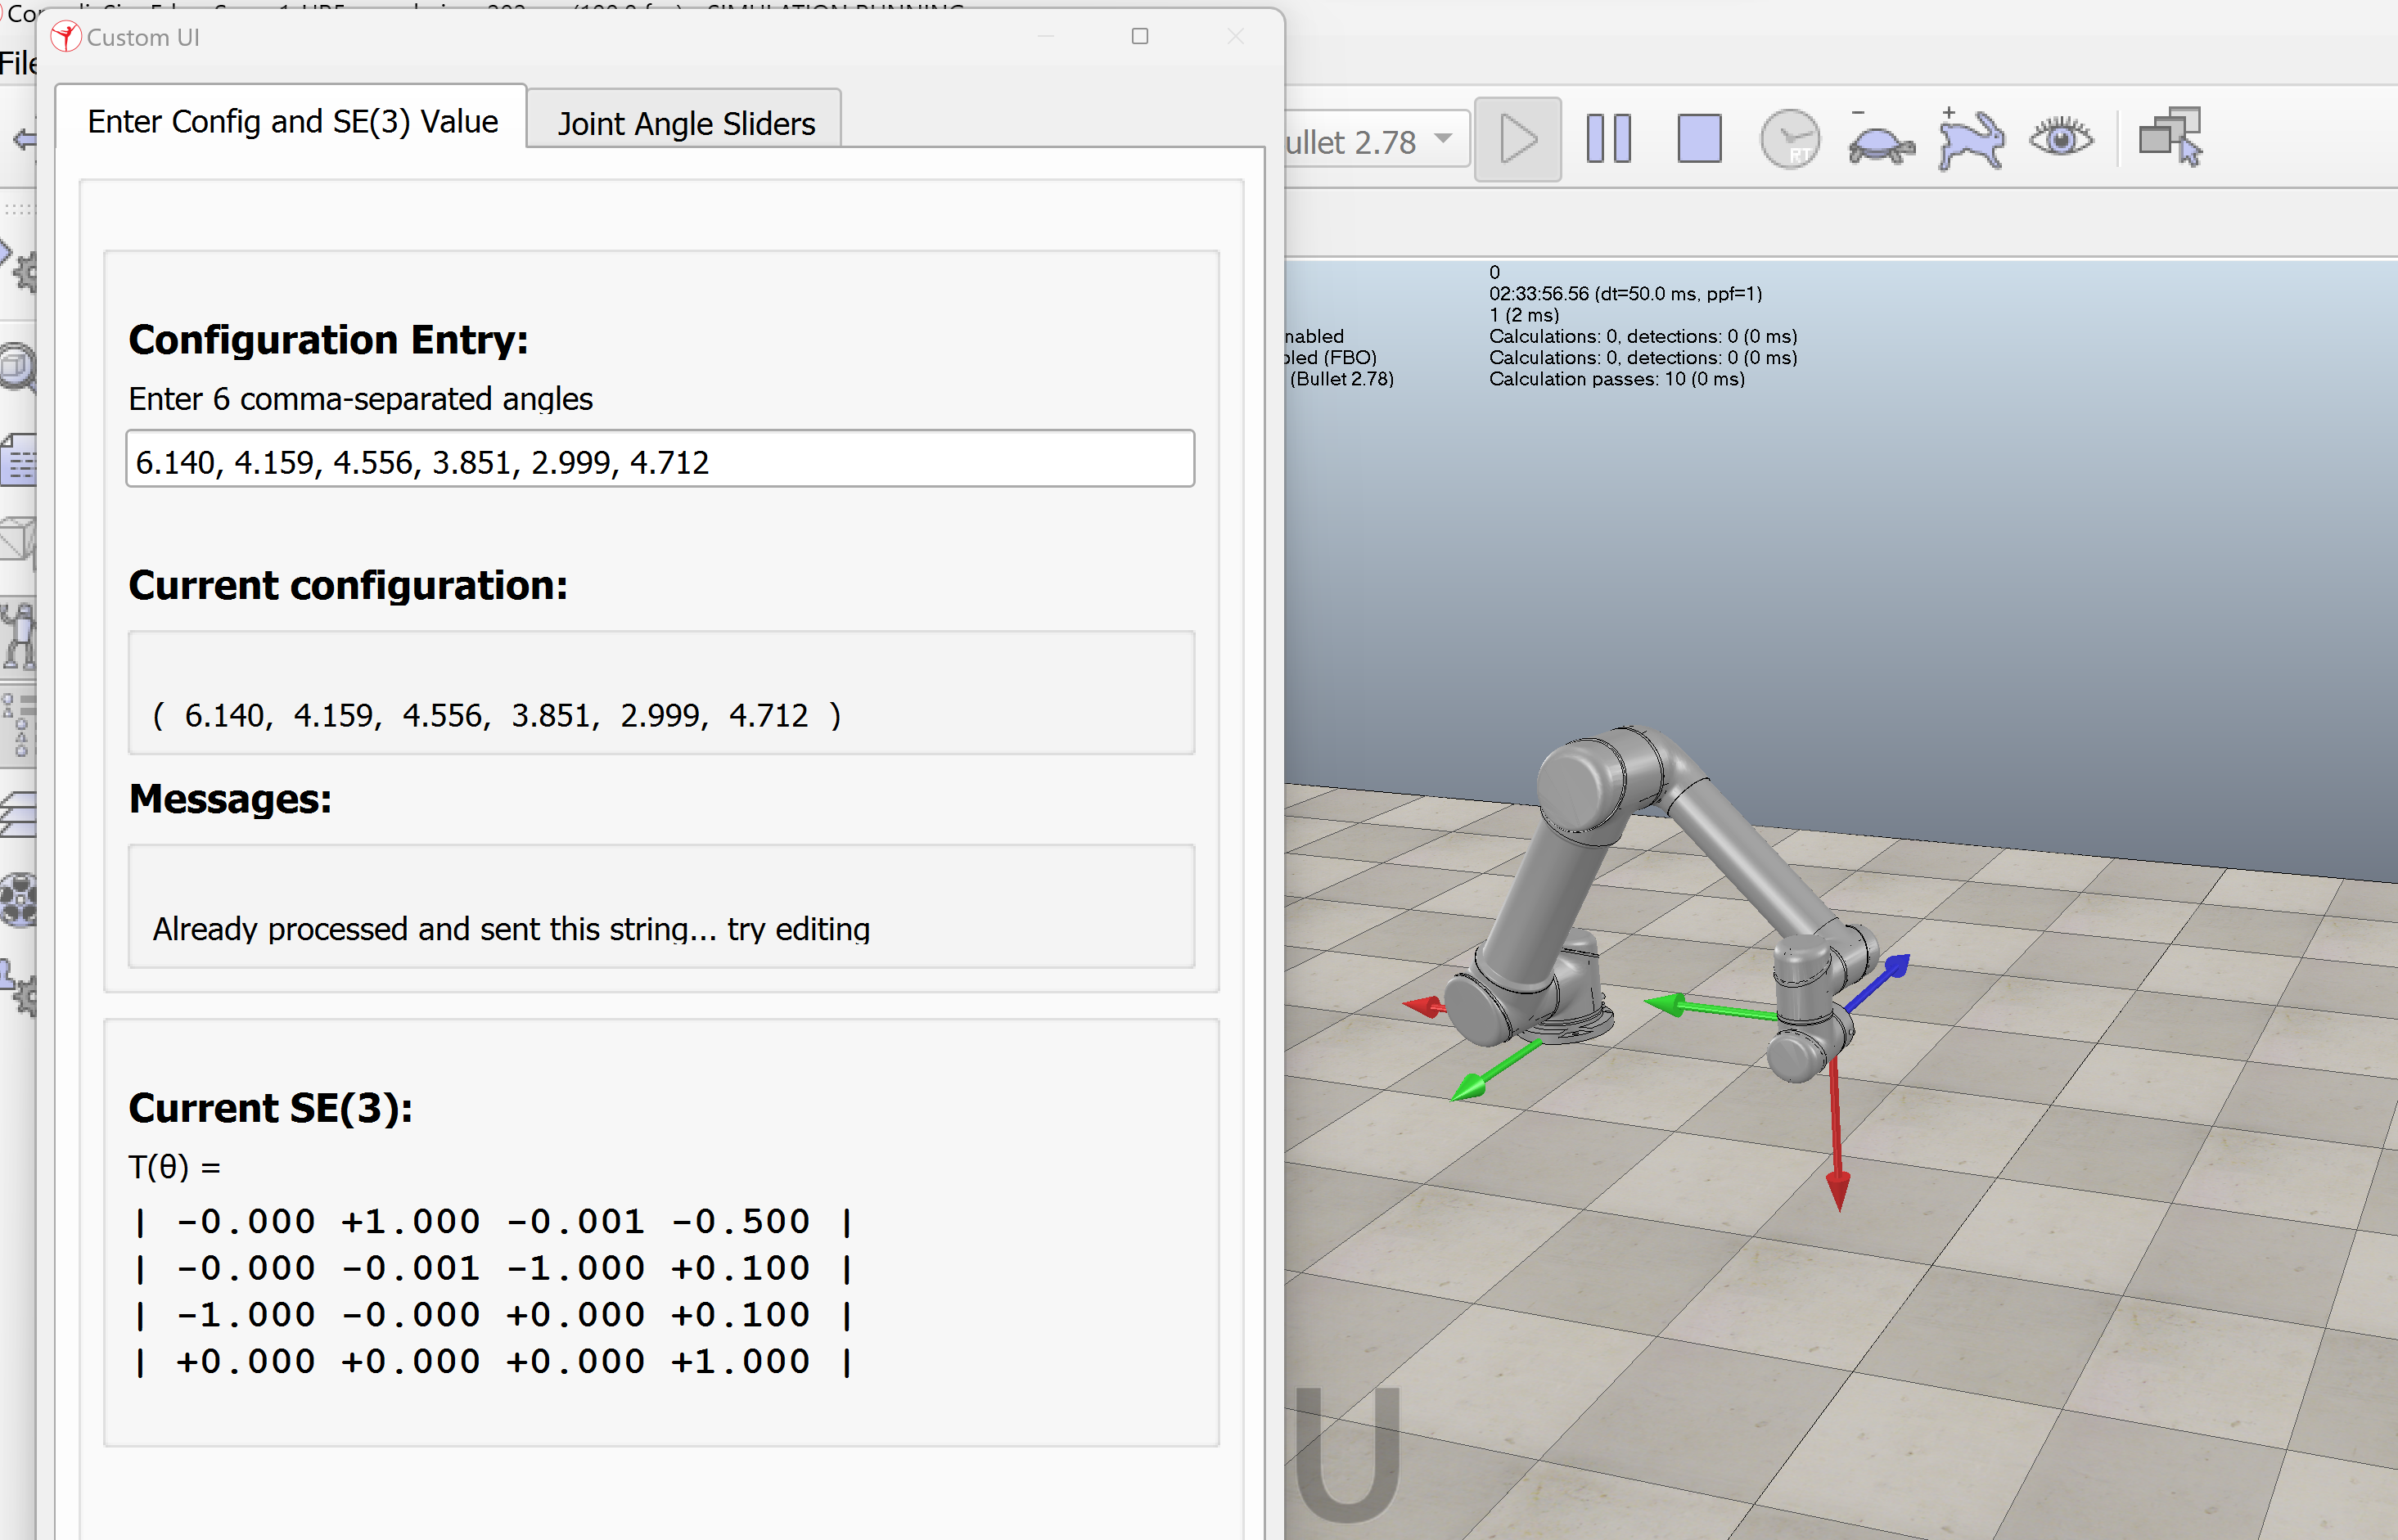 Custom UI
File
Enter Config and SE(3) Value
Joint Angle Sliders
ullet 2.78
RT
Configuration Entry:
Enter 6 comma-separated angles
6.140, 4.159, 4.556, 3.851, 2.999, 4.712
Current configuration:
( 6.140, 4.159, 4.556, 3.851, 2.999, 4.712 )
Messages:
Already processed and sent this string... try editing
Current SE(3):
T(θ) =
| -0.000 +1.000 -0.001 -0.500 |
| -0.000 -0.001 -1.000 +0.100 |
| -1.000 -0.000 +0.000 +0.100 |
| +0.000 +0.000 +0.000 +1.000 |
0
02:33:56.56 (dt=50.0 ms, ppf=1)
1 (2 ms)
nabled Calculations: 0, detections: 0 (0 ms)
bled (FBO) Calculations: 0, detections: 0 (0 ms)
(Bullet 2.78) Calculation passes: 10 (0 ms)
U